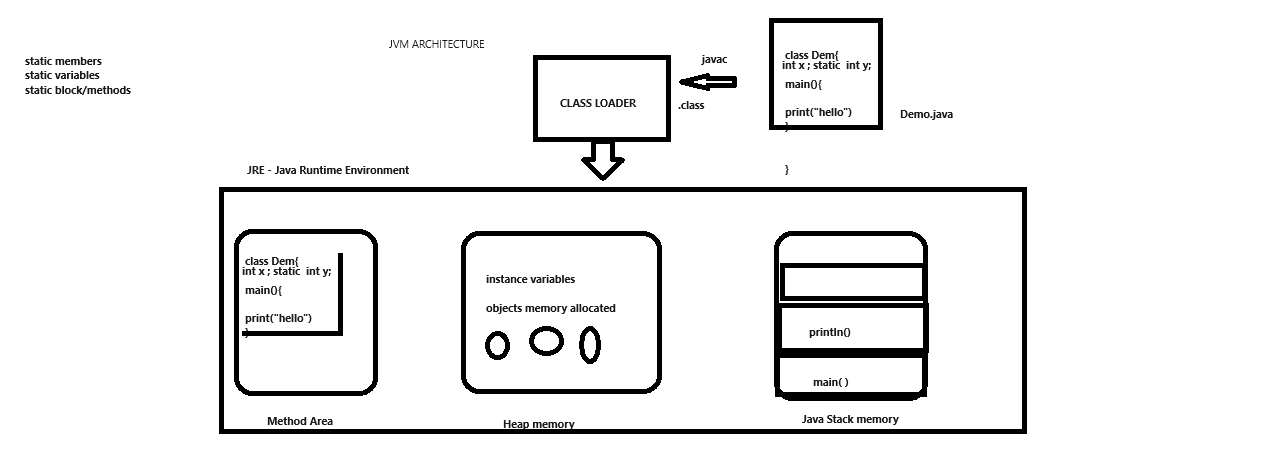 JVM ARCHITECTURE
static members
static variables
static block/methods
CLASS LOADER
javac
.class
class Dem{
int x ; static  int y;
main(){
print("hello")
}
}
Demo.java
JRE - Java Runtime Environment
class Dem{
int x ; static  int y;
main(){
print("hello")
}
Method Area
instance variables
objects memory allocated
Heap memory
println()
main( )
Java Stack memory